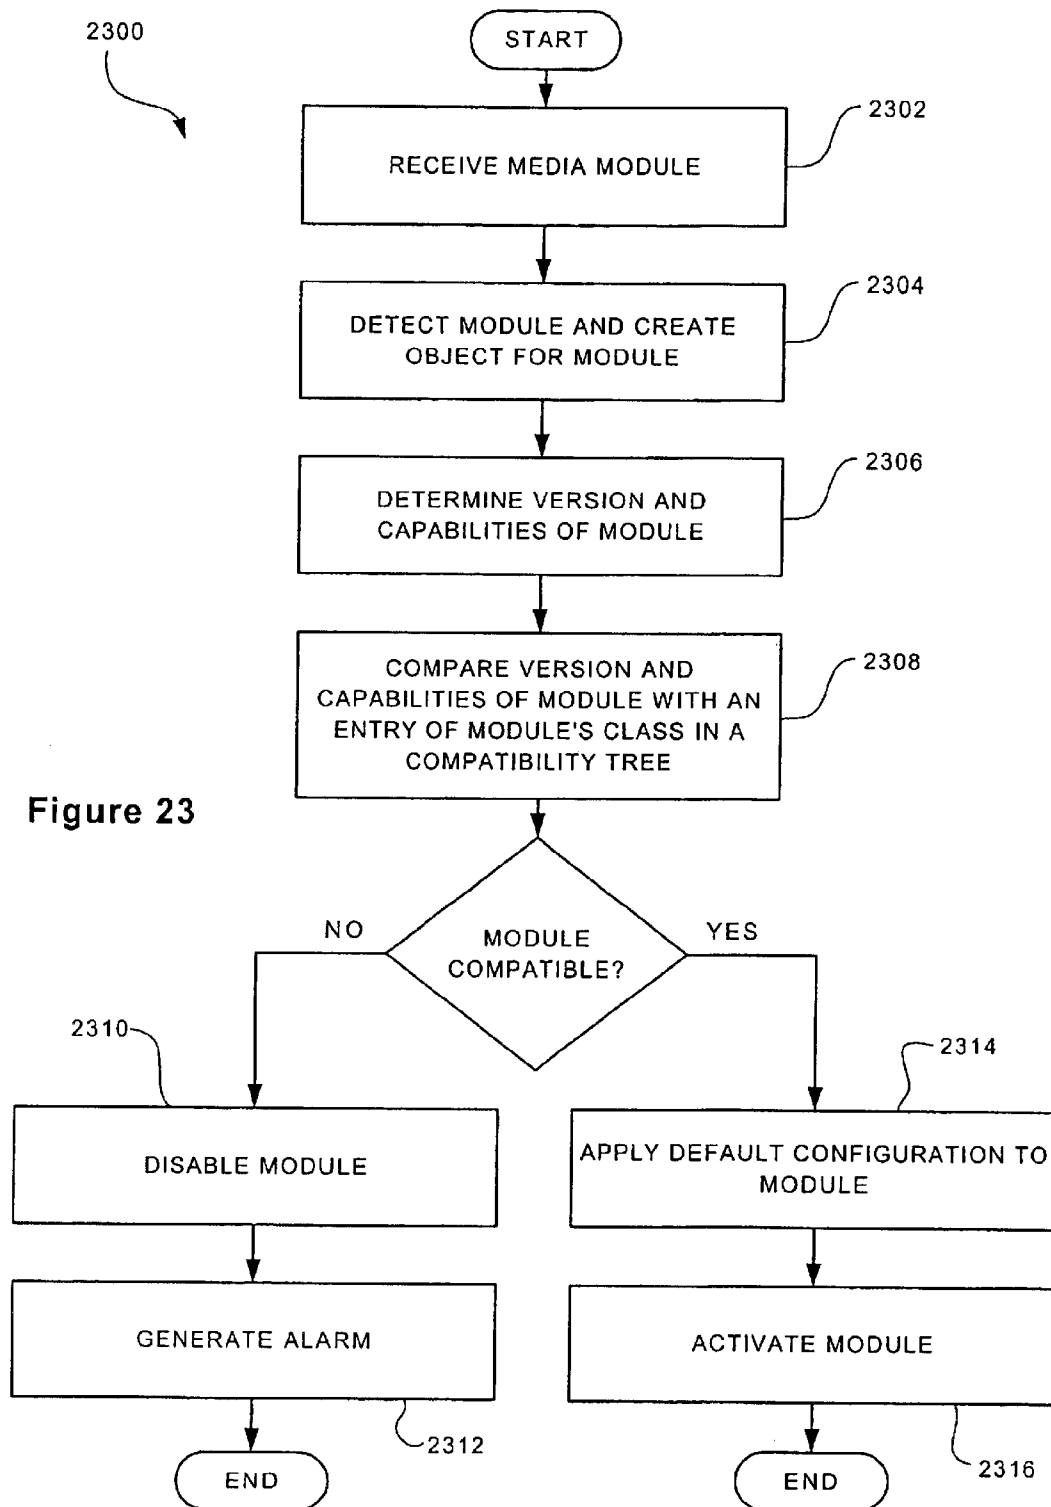 2300
START
2302
RECEIVE MEDIA MODULE
2304
DETECT MODULE AND CREATE
OBJECT FOR MODULE
2306
DETERMINE VERSION AND
CAPABILITIES OF MODULE
2308
COMPARE VERSION AND
CAPABILITIES OF MODULE WITH AN
ENTRY OF MODULE'S CLASS IN A
COMPATIBILITY TREE
Figure 23
NO
YES
MODULE
COMPATIBLE?
2310
2314
DISABLE MODULE
APPLY DEFAULT CONFIGURATION TO
MODULE
GENERATE ALARM
ACTIVATE MODULE
2312
2316
END
END